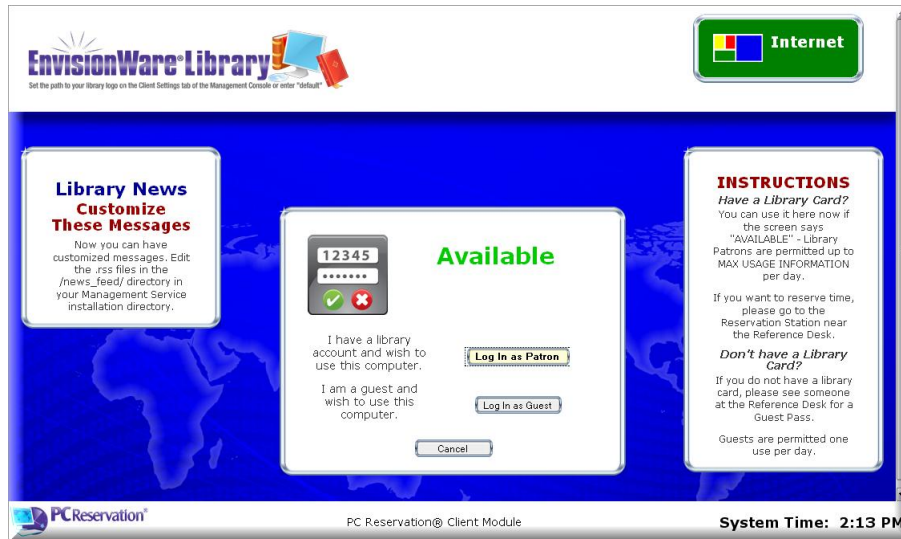 EnvisionWare® Library
Set the path to your library logo on the Client Settings tab of the Management Console or enter "default"
Internet
Library News
Customize
These Messages
Now you can have
customized messages. Edit
the .rss files in the
/news_feed/ directory in
your Management Service
installation directory.
12345
Available
I have a library
account and wish to
use this computer.
Log In as Patron
I am a guest and
wish to use this
computer.
Log In as Guest
Cancel
INSTRUCTIONS
Have a Library Card?
You can use it here now if
the screen says
"AVAILABLE" - Library
Patrons are permitted up to
MAX USAGE INFORMATION
per day.
If you want to reserve time,
please go to the
Reservation Station near
the Reference Desk.
Don't have a Library
Card?
If you do not have a library
card, please see someone
at the Reference Desk for a
Guest Pass.
Guests are permitted one
use per day.
PCReservation®
PC Reservation® Client Module
System Time: 2:13 PM